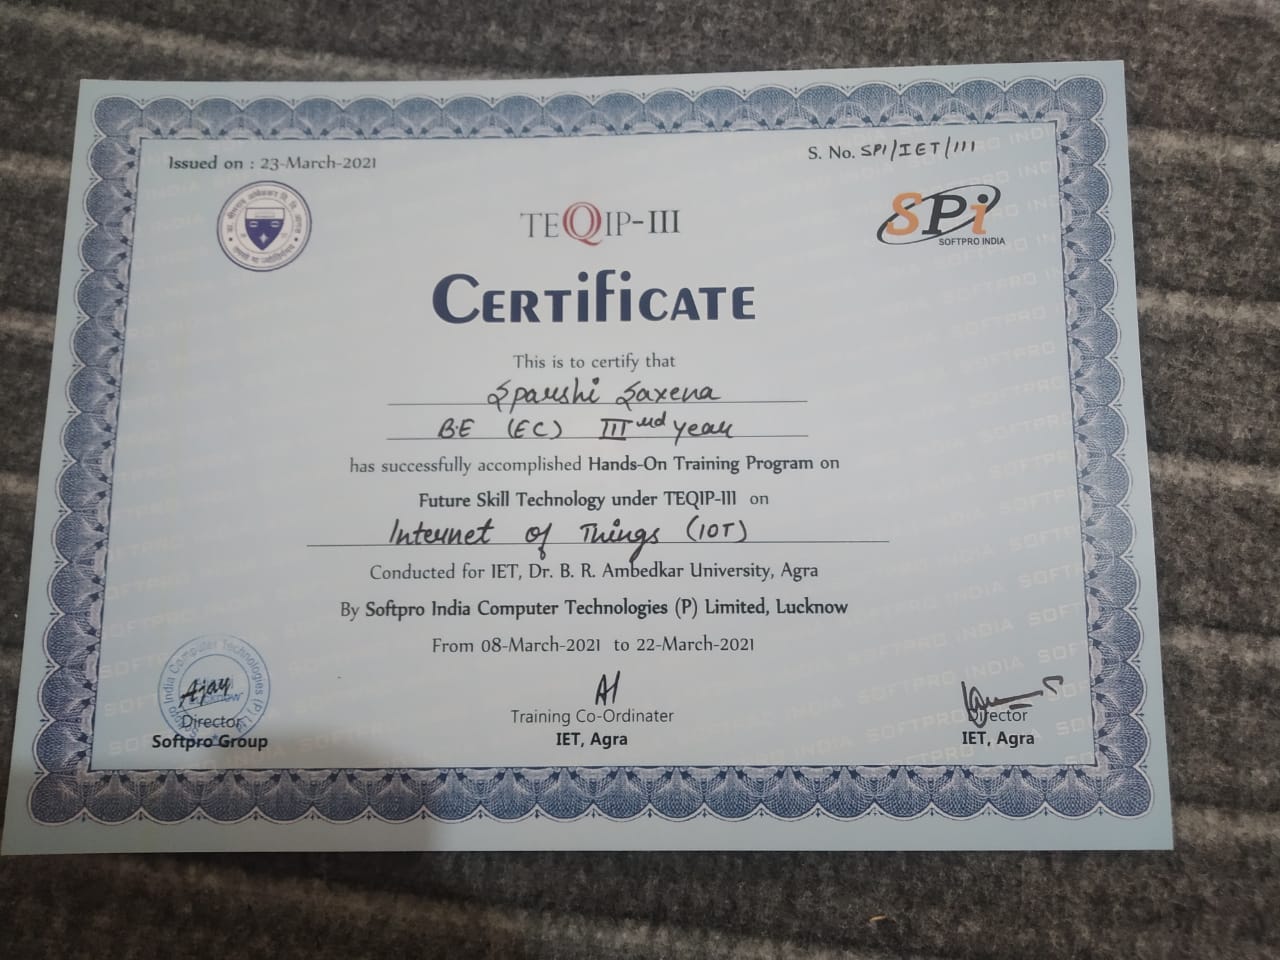 Issued on : 23-March-2021
S. No. SPI/IET/111
TEQIP-III
SPi
SOFTPRO INDIA
CERTIfiCATE
This is to certify that
Sparshi Saxena
B.E (EC) IIIrd year
has successfully accomplished Hands-On Training Program on
Future Skill Technology under TEQIP-III on
Internet of Things (IOT)
Conducted for IET, Dr. B. R. Ambedkar University, Agra
By Softpro India Computer Technologies (P) Limited, Lucknow
From 08-March-2021 to 22-March-2021
India Computer Technologies (P)
Ajay
Director
Softpro Group
Training Co-Ordinater
IET, Agra
Director
IET, Agra